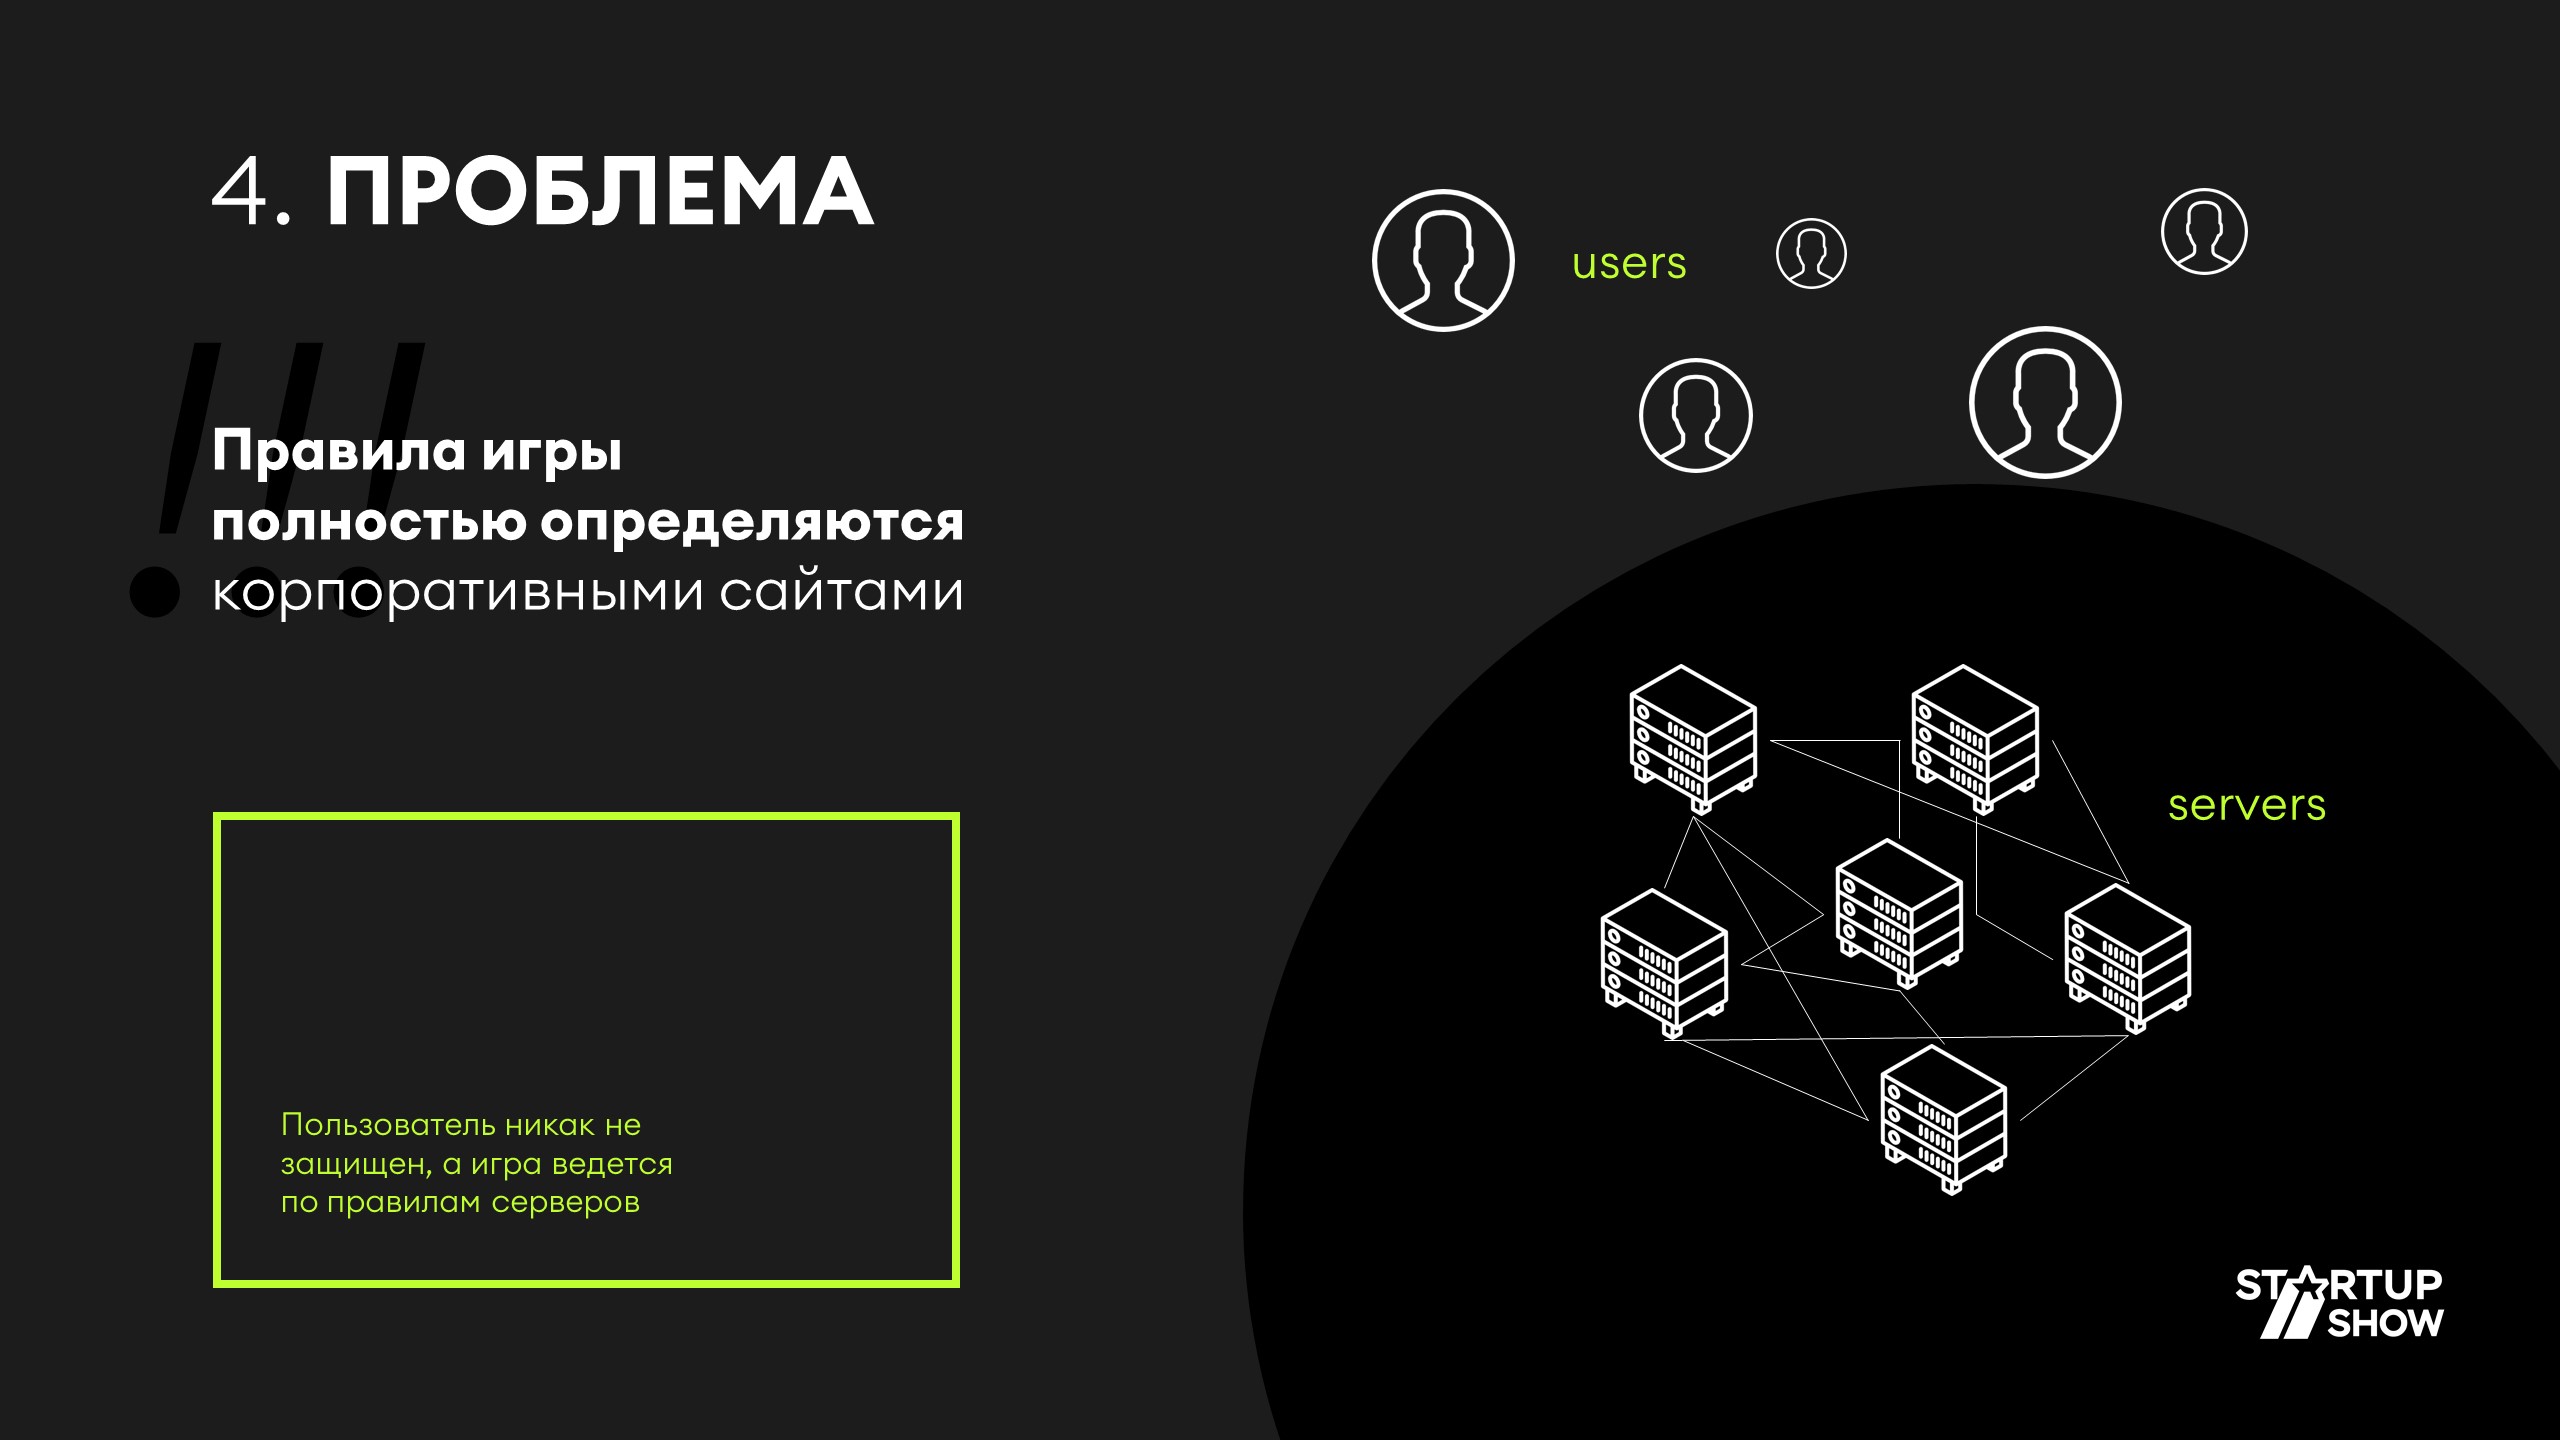 4. ПРОБЛЕМА
!!!
Правила игры
полностью определяются
корпоративными сайтами
Пользователь никак не
защищен, а игра ведется
по правилам серверов
users
servers
STARTUP
SHOW